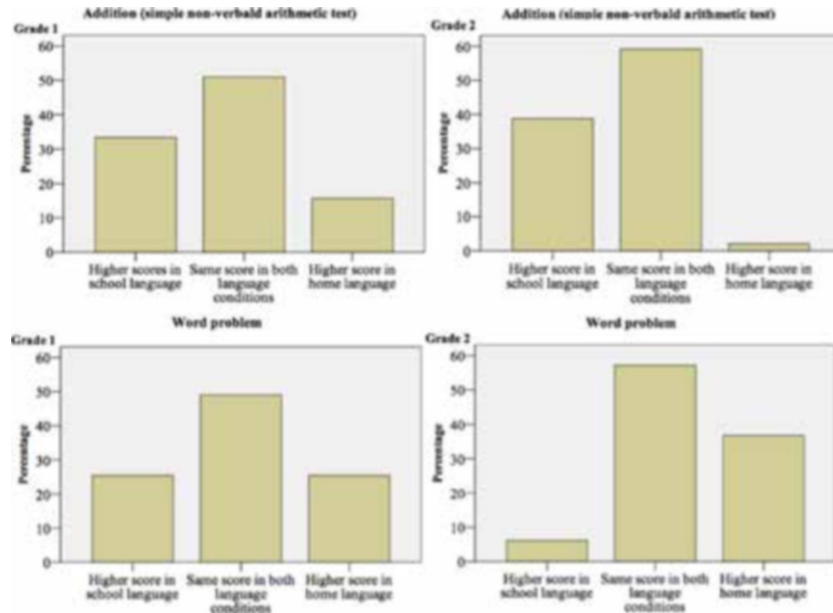 Addition (simple non-verbald arithmetic test)
Grade 1
Percentage
60
50
40
30
20
10
0
Higher scores in
school language
Same score in both
language
conditions
Higher score in
home language
Addition (simple non-verbald arithmetic test)
Grade 2
Percentage
60
50
40
30
20
10
0
Higher score in
school language
Same score in both
language
conditions
Higher score in
home language
Word problem
Grade 1
Percentage
60
50
40
30
20
10
0
Higher score in
school language
Same score in both
language
conditions
Higher score in
home language
Word problem
Grade 2
Percentage
60
50
40
30
20
10
0
Higher score in
school language
Same score in both
language
conditions
Higher score in
home language